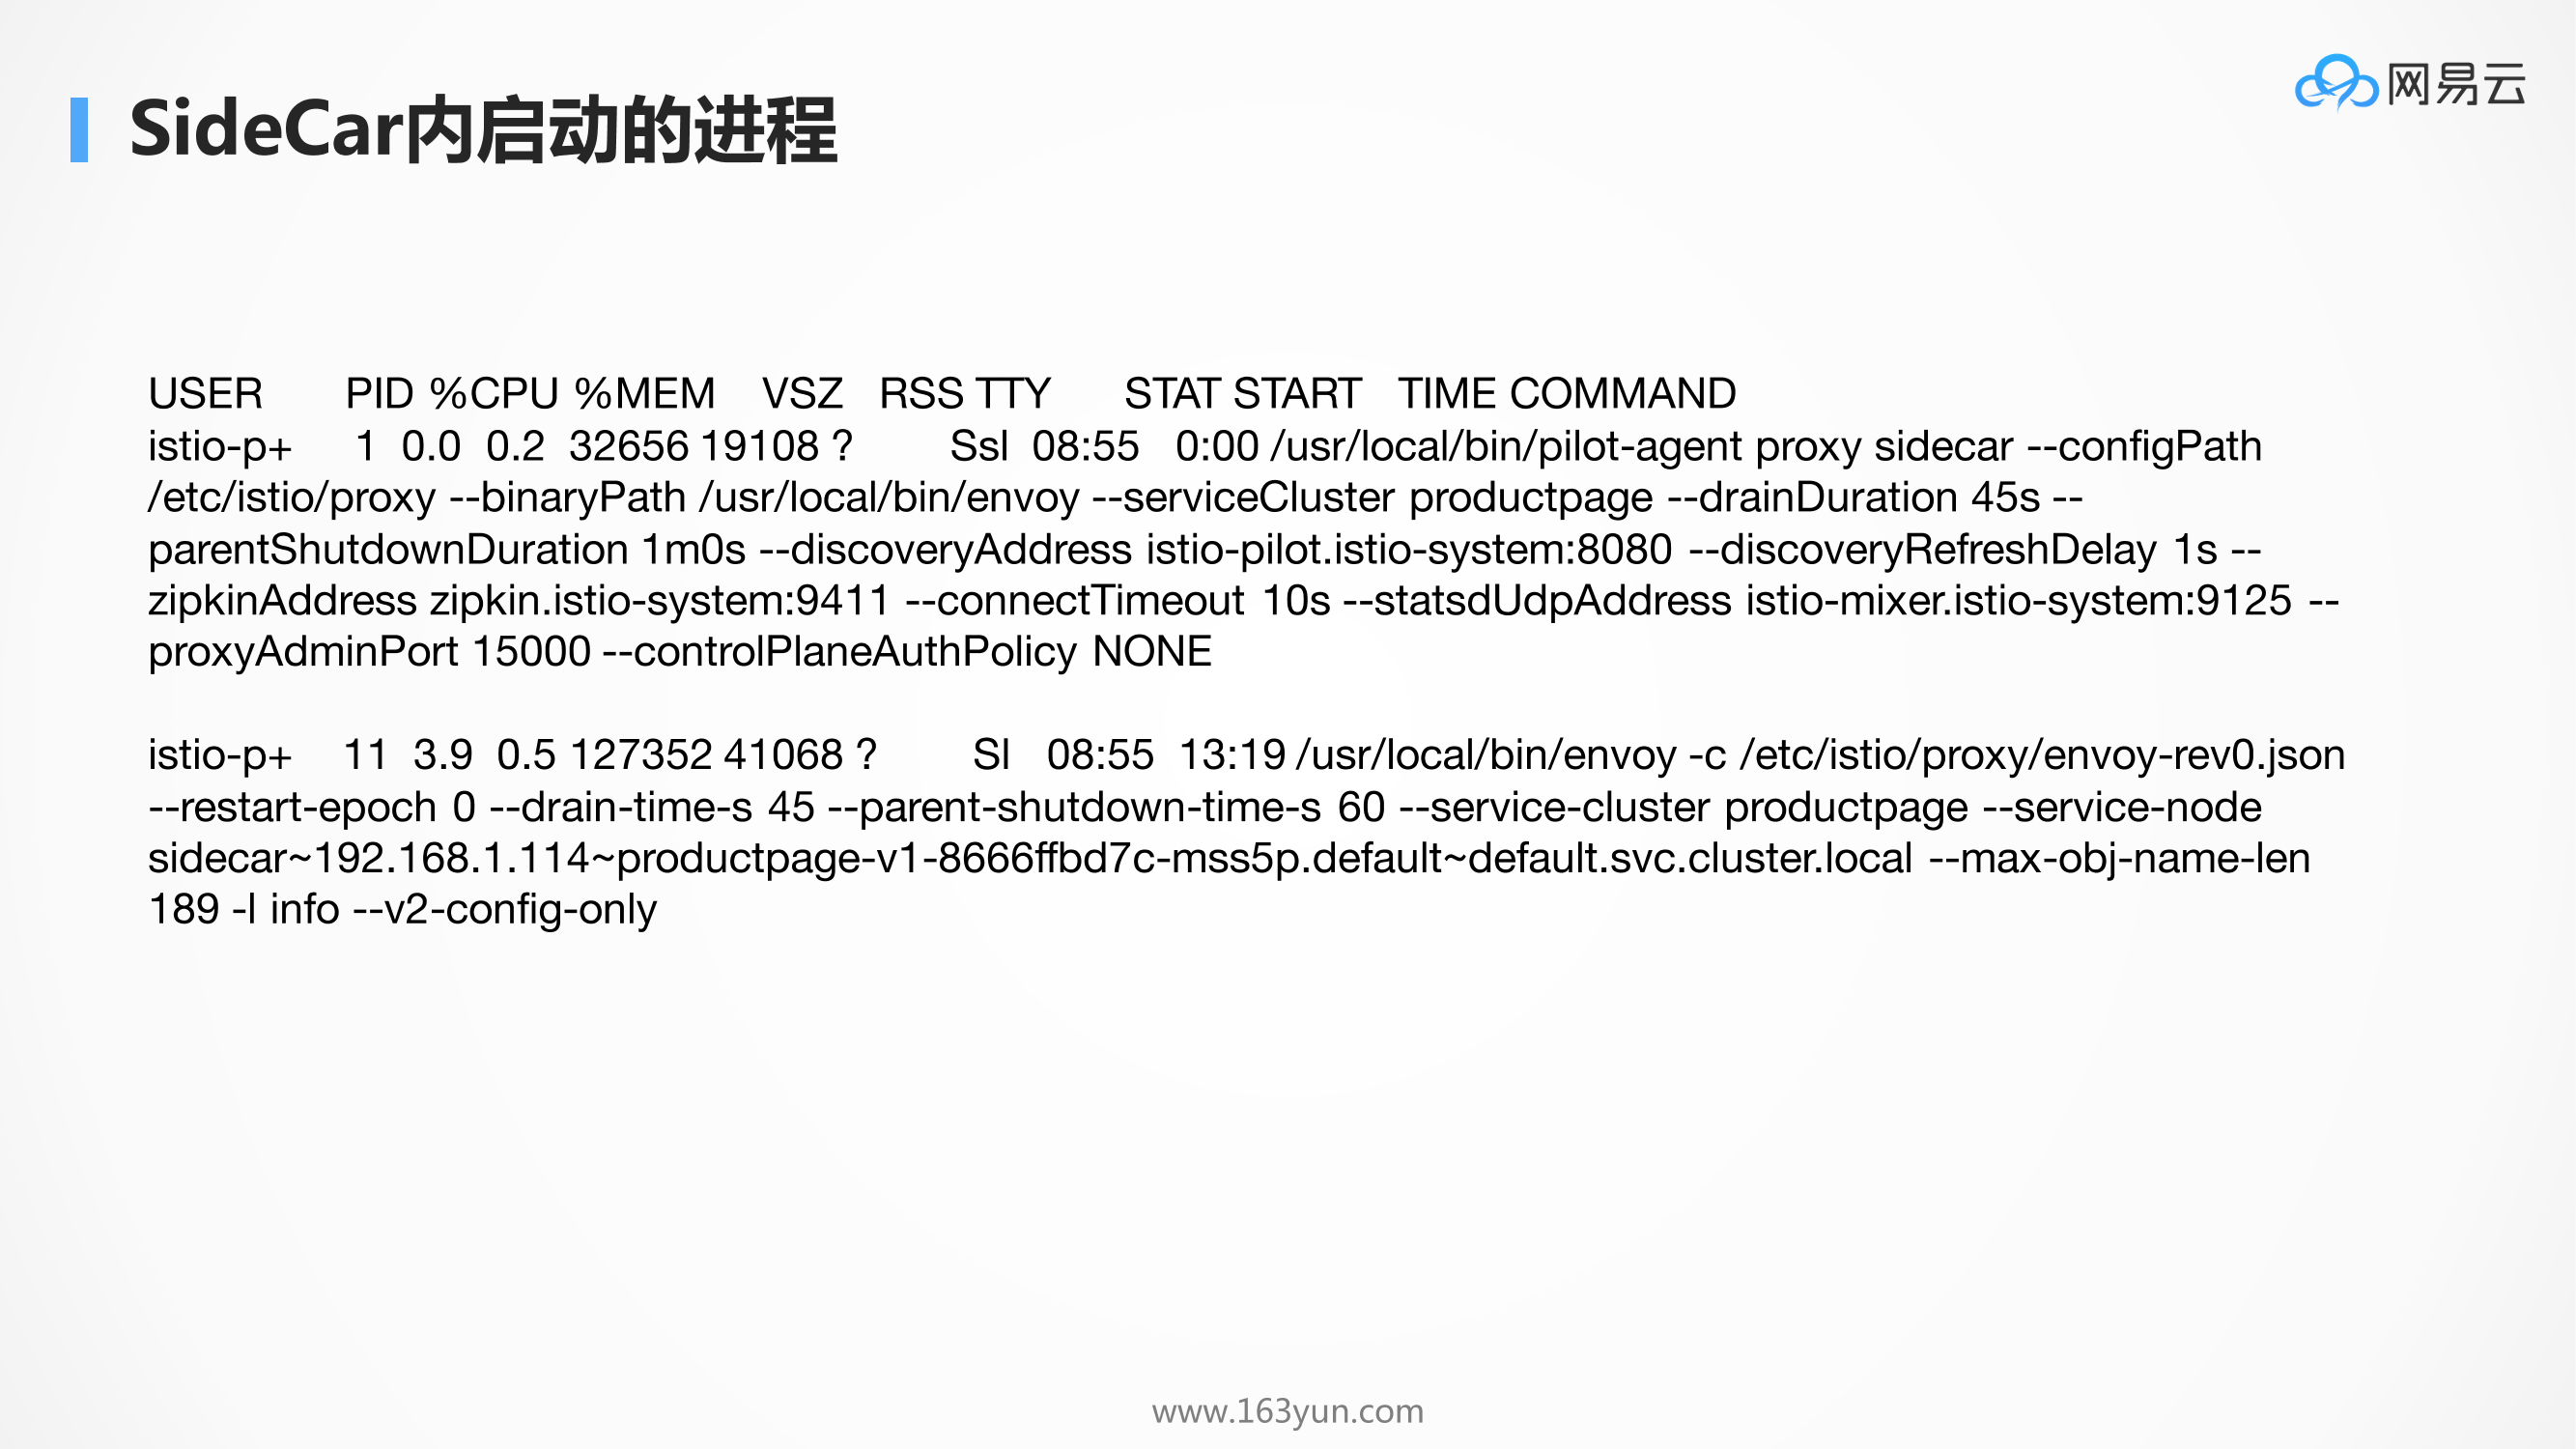 SideCar内启动的进程
网易云
USER PID %CPU %MEM VSZ RSS TTY STAT START TIME COMMAND
istio-p+ 1 0.0 0.2 32656 19108 ? Ssl 08:55 0:00 /usr/local/bin/pilot-agent proxy sidecar --configPath
/etc/istio/proxy --binaryPath /usr/local/bin/envoy --serviceCluster productpage --drainDuration 45s --
parentShutdownDuration 1m0s --discoveryAddress istio-pilot.istio-system:8080 --discoveryRefreshDelay 1s --
zipkinAddress zipkin.istio-system:9411 --connectTimeout 10s --statsdUdpAddress istio-mixer.istio-system:9125 --
proxyAdminPort 15000 --controlPlaneAuthPolicy NONE
istio-p+ 11 3.9 0.5 127352 41068 ? Sl 08:55 13:19 /usr/local/bin/envoy -c /etc/istio/proxy/envoy-rev0.json
--restart-epoch 0 --drain-time-s 45 --parent-shutdown-time-s 60 --service-cluster productpage --service-node
sidecar~192.168.1.114~productpage-v1-8666ffbd7c-mss5p.default~default.svc.cluster.local --max-obj-name-len
189 -l info --v2-config-only
www.163yun.com